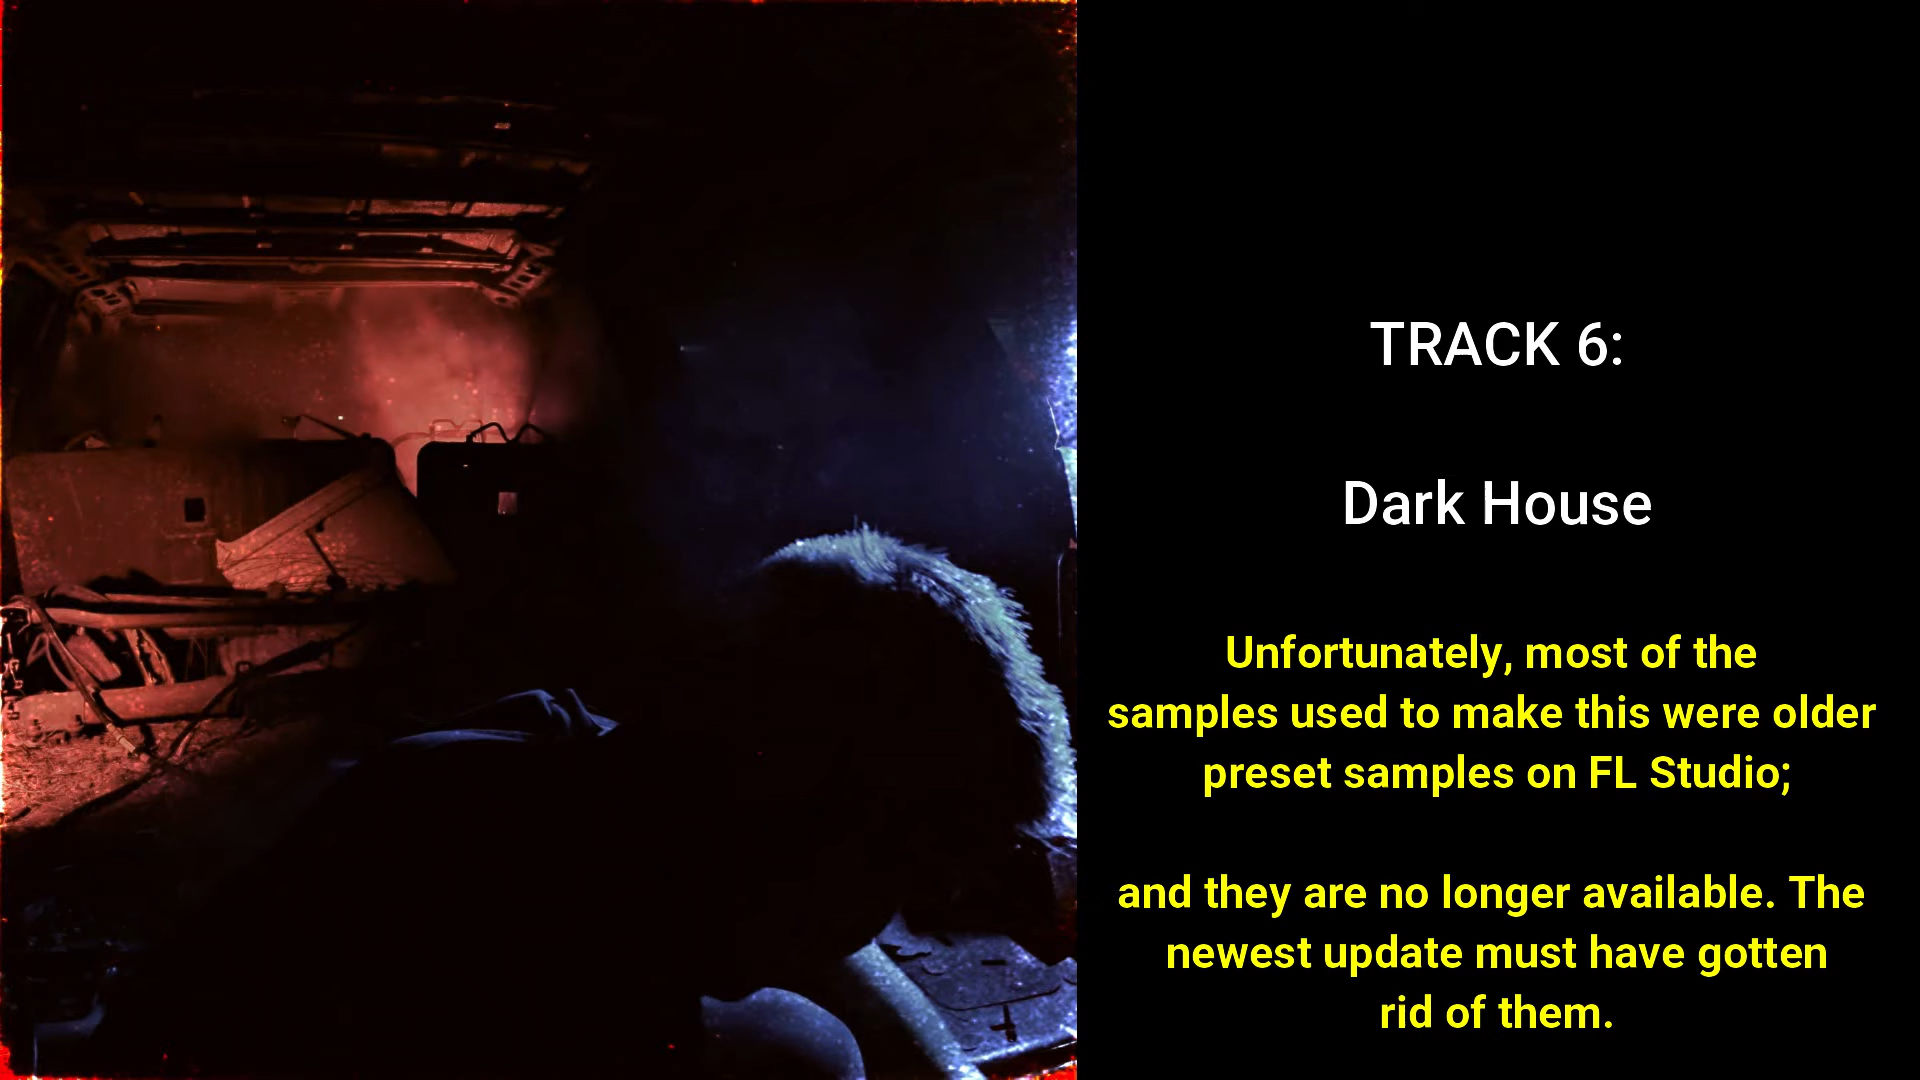 TRACK 6:
Dark House
Unfortunately, most of the
samples used to make this were older
preset samples on FL Studio;
and they are no longer available. The
newest update must have gotten
rid of them.